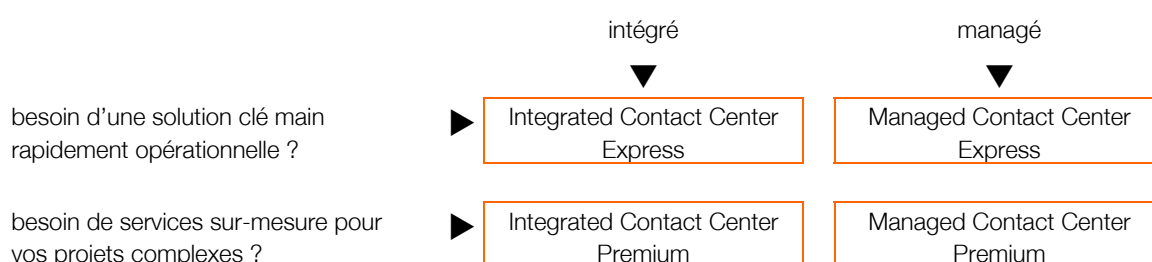 intégré managé
besoin d'une solution clé main Integrated Contact Center Managed Contact Center
rapidement opérationnelle ? Express Express
besoin de services sur-mesure pour Integrated Contact Center Managed Contact Center
vos projets complexes ? Premium Premium